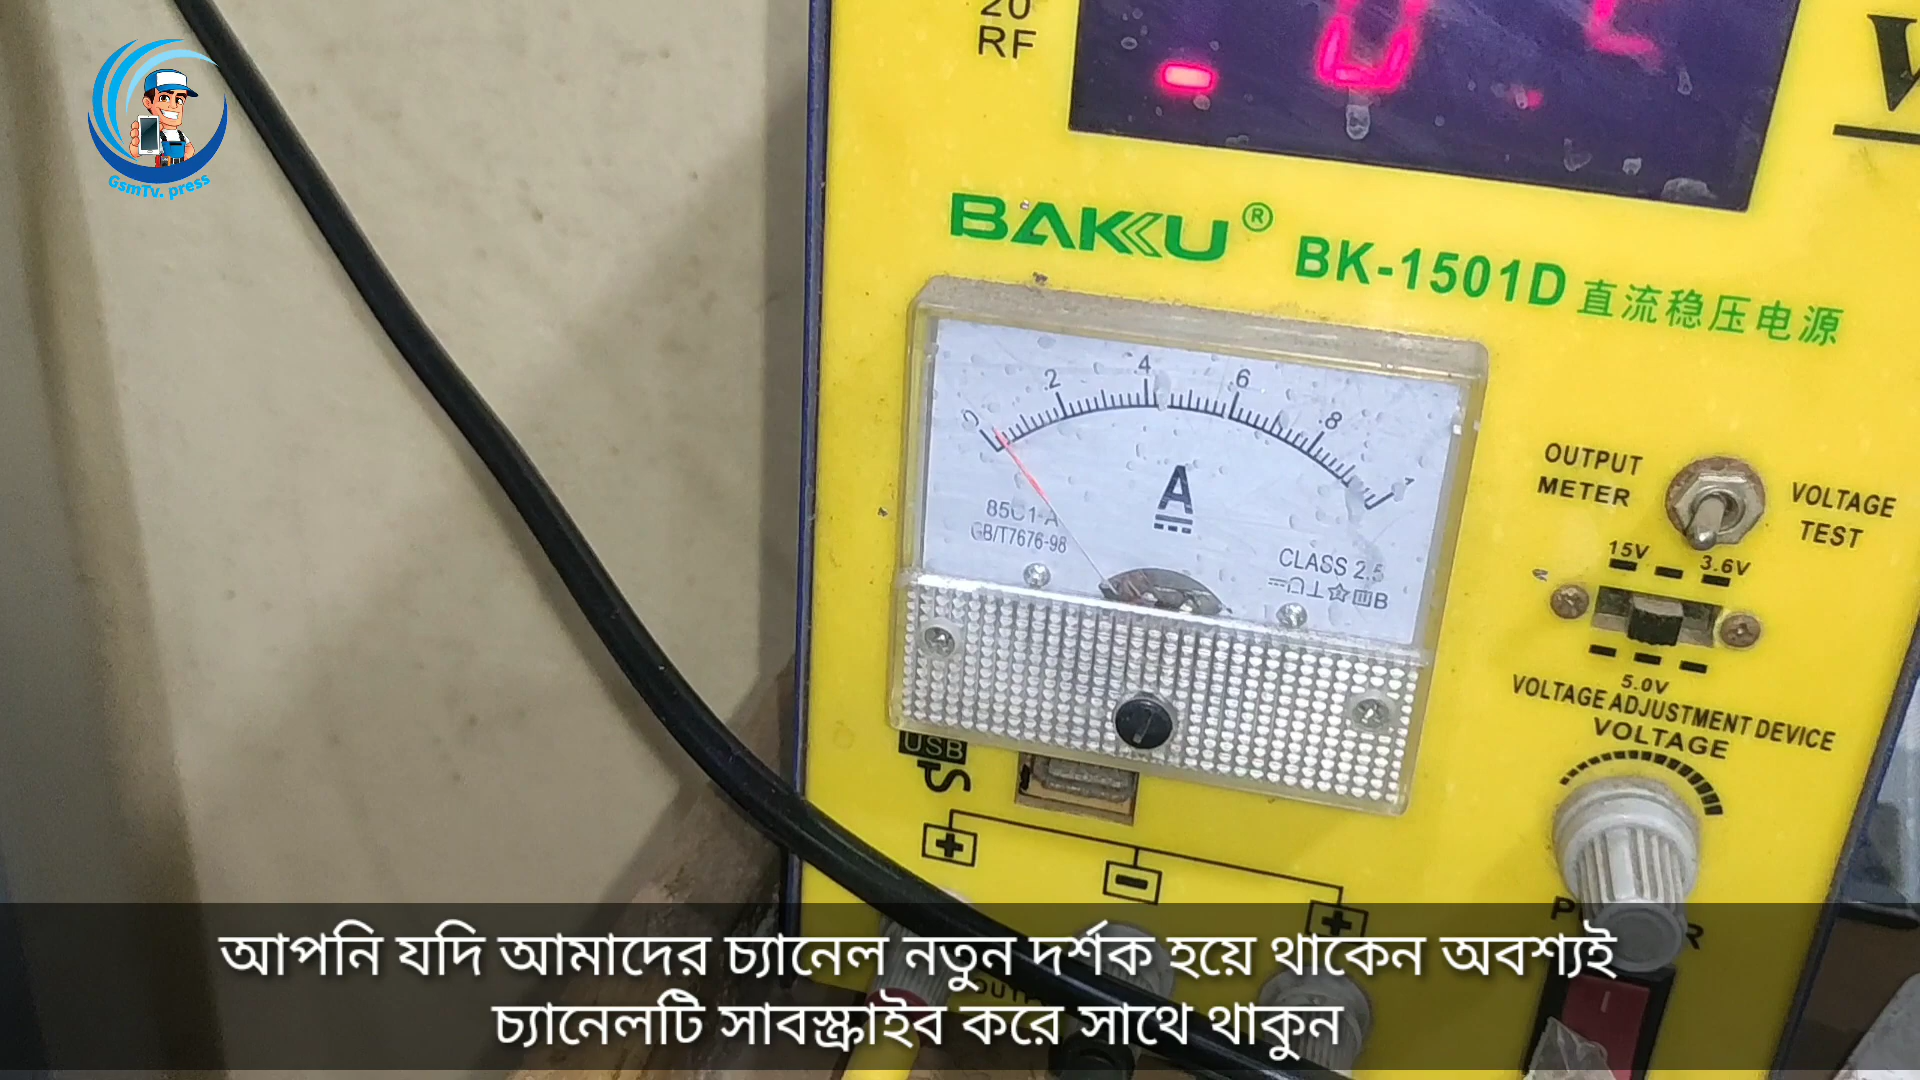 20
RF
GsmTv. press
BAKU®
BK-1501D 直流稳压电源
0 .2 .4 .6 .8 1
A
85C1-A
GB/T7676-98
CLASS 2.5
OUTPUT
METER
VOLTAGE
TEST
15V
3.6V
5.0V
VOLTAGE ADJUSTMENT DEVICE
VOLTAGE
USB
আপনি যদি আমাদের চ্যানেল নতুন দর্শক হয়ে থাকেন অবশ্যই
চ্যানেলটি সাবস্ক্রাইব করে সাথে থাকুন